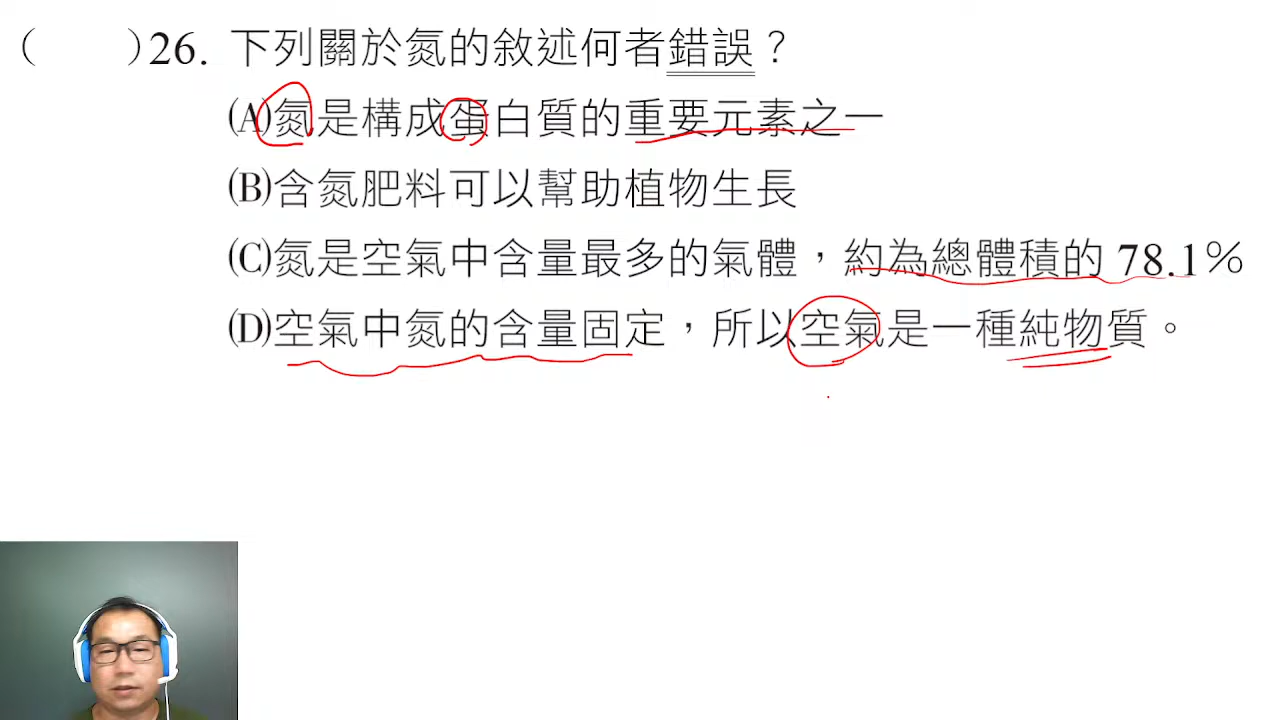 (　　)26. 下列關於氮的敘述何者錯誤？
(A)氮是構成蛋白質的重要元素之一
(B)含氮肥料可以幫助植物生長
(C)氮是空氣中含量最多的氣體，約為總體積的 78.1％
(D)空氣中氮的含量固定，所以空氣是一種純物質。